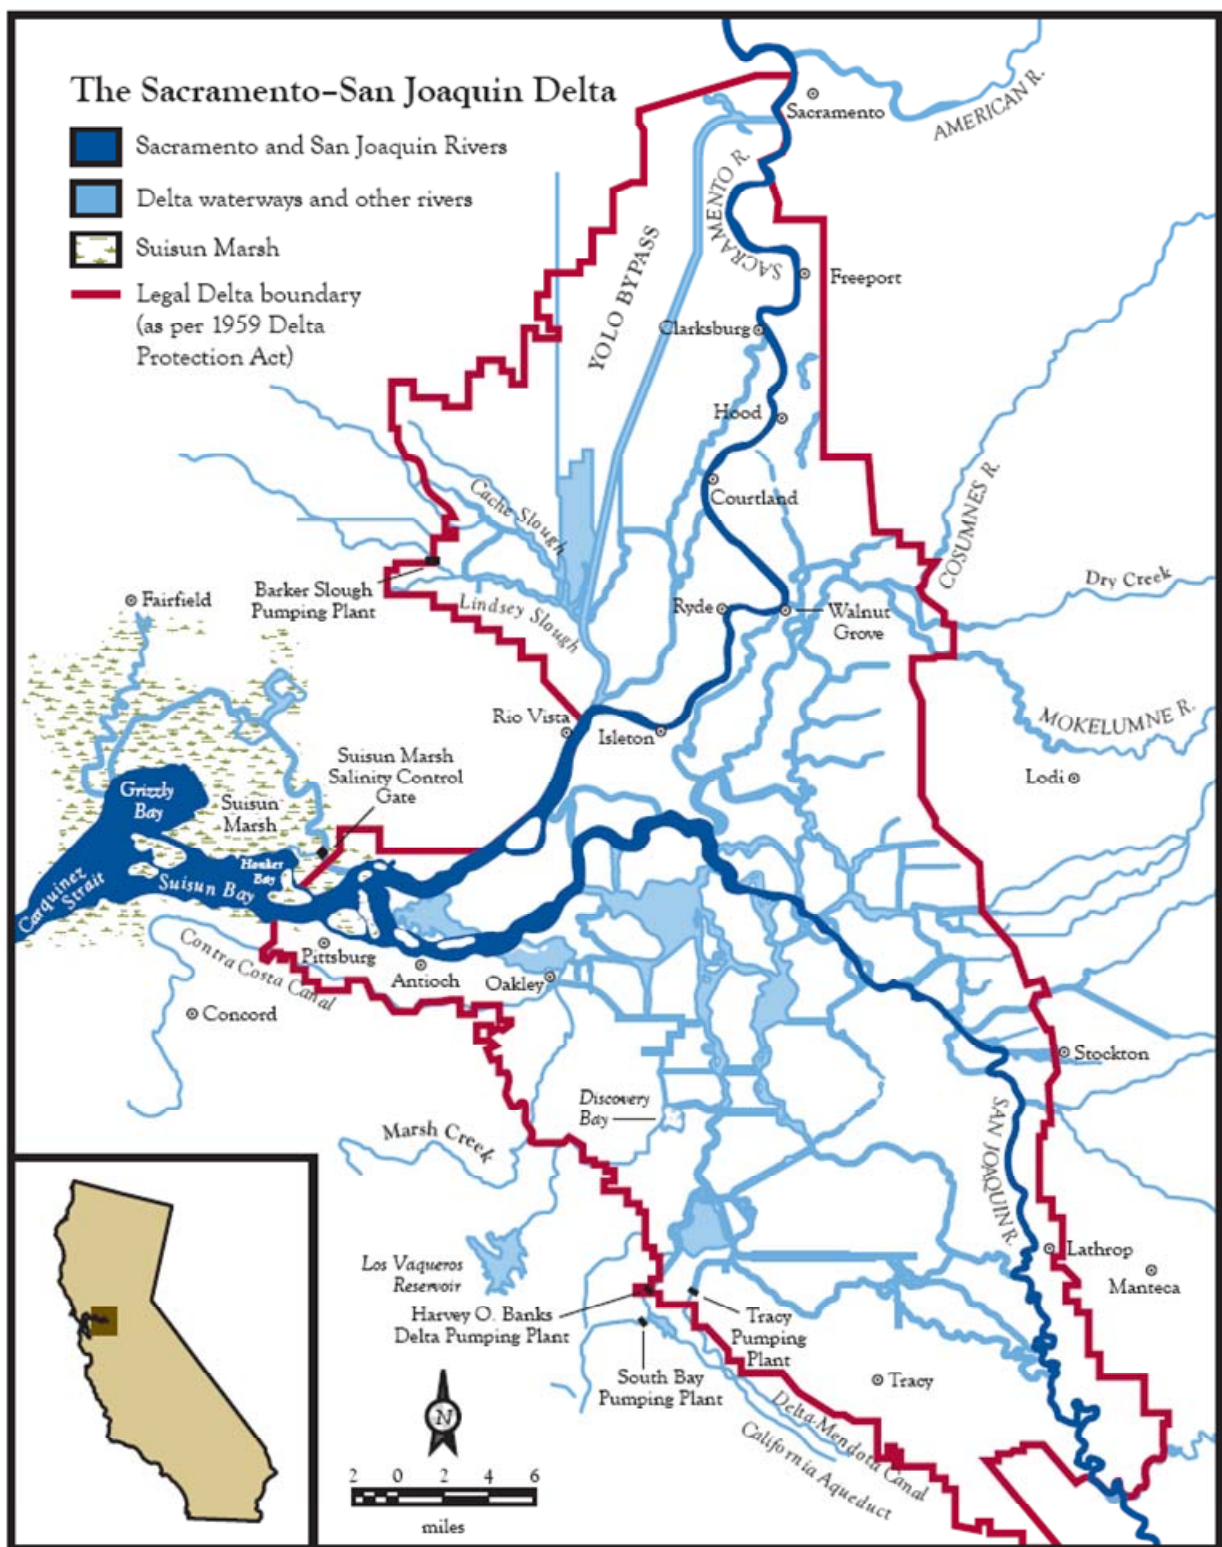 The Sacramento–San Joaquin Delta
Sacramento and San Joaquin Rivers
Delta waterways and other rivers
Suisun Marsh
Legal Delta boundary
(as per 1959 Delta
Protection Act)
Sacramento
AMERICAN R.
SACRAMENTO R.
SACRAMENTO
YOLO BYPASS
Freeport
Clarksburg
Hood
Courtland
COSUMNES R.
Cache Slough
Dry Creek
Barker Slough
Pumping Plant
Lindsey Slough
Fairfield
Ryde
Walnut
Grove
MOKELUMNE R.
Rio Vista
Isleton
Lodi
Suisun Marsh
Salinity Control
Gate
Grizzly
Bay
Suisun
Marsh
Honker
Bay
Suisun Bay
Carquinez
Strait
Contra Costa Canal
Pittsburg
Antioch
Oakley
Concord
Stockton
Discovery
Bay
Marsh Creek
SAN JOAQUIN R.
Los Vaqueros
Reservoir
Lathrop
Manteca
Harvey O. Banks
Delta Pumping Plant
Tracy
Pumping
Plant
South Bay
Pumping Plant
Tracy
Delta-Mendota Canal
California Aqueduct
N
2 0 2 4 6
miles